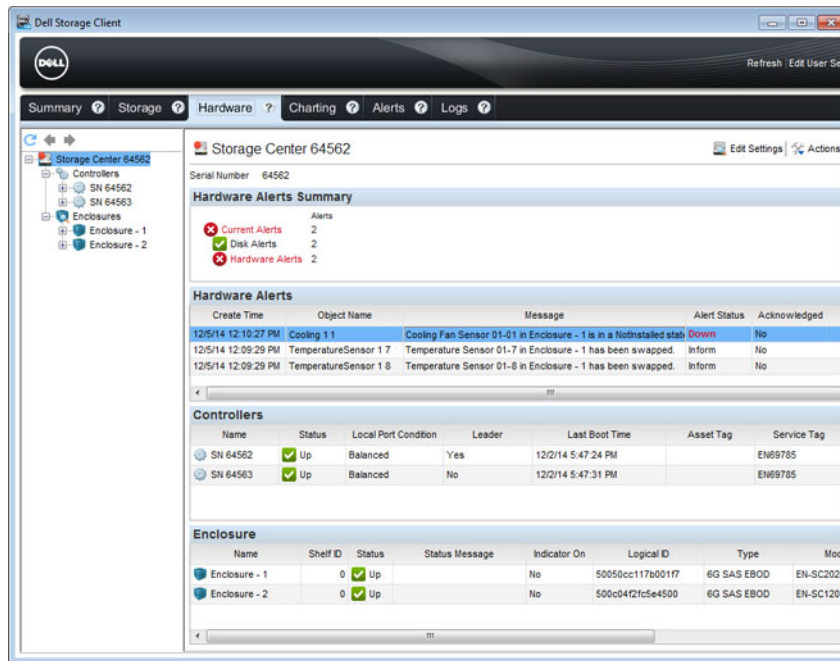 Dell Storage Client
DELL
Refresh Edit User Se
Summary ? Storage ? Hardware ? Charting ? Alerts ? Logs ?
Storage Center 64562
Controllers
SN 64562
SN 64563
Enclosures
Enclosure - 1
Enclosure - 2
Storage Center 64562
Edit Settings Actions
Serial Number 64562
Hardware Alerts Summary
Alerts
Current Alerts 2
Disk Alerts 2
Hardware Alerts 2
Hardware Alerts
Create Time Object Name Message Alert Status Acknowledged
12/5/14 12:10:27 PM Cooling 1 1 Cooling Fan Sensor 01-01 in Enclosure - 1 is in a NotInstalled stat Down No
12/5/14 12:09:29 PM TemperatureSensor 1 7 Temperature Sensor 01-7 in Enclosure - 1 has been swapped. Inform No
12/5/14 12:09:29 PM TemperatureSensor 1 8 Temperature Sensor 01-8 in Enclosure - 1 has been swapped. Inform No
Controllers
Name Status Local Port Condition Leader Last Boot Time Asset Tag Service Tag
SN 64562 Up Balanced Yes 12/2/14 5:47:24 PM EN69785
SN 64563 Up Balanced No 12/2/14 5:47:31 PM EN69785
Enclosure
Name Shelf ID Status Status Message Indicator On Logical ID Type Moc
Enclosure - 1 0 Up No 50050cc117b001f7 6G SAS EBOD EN-SC202
Enclosure - 2 0 Up No 500c04f2fc5e4500 6G SAS EBOD EN-SC120